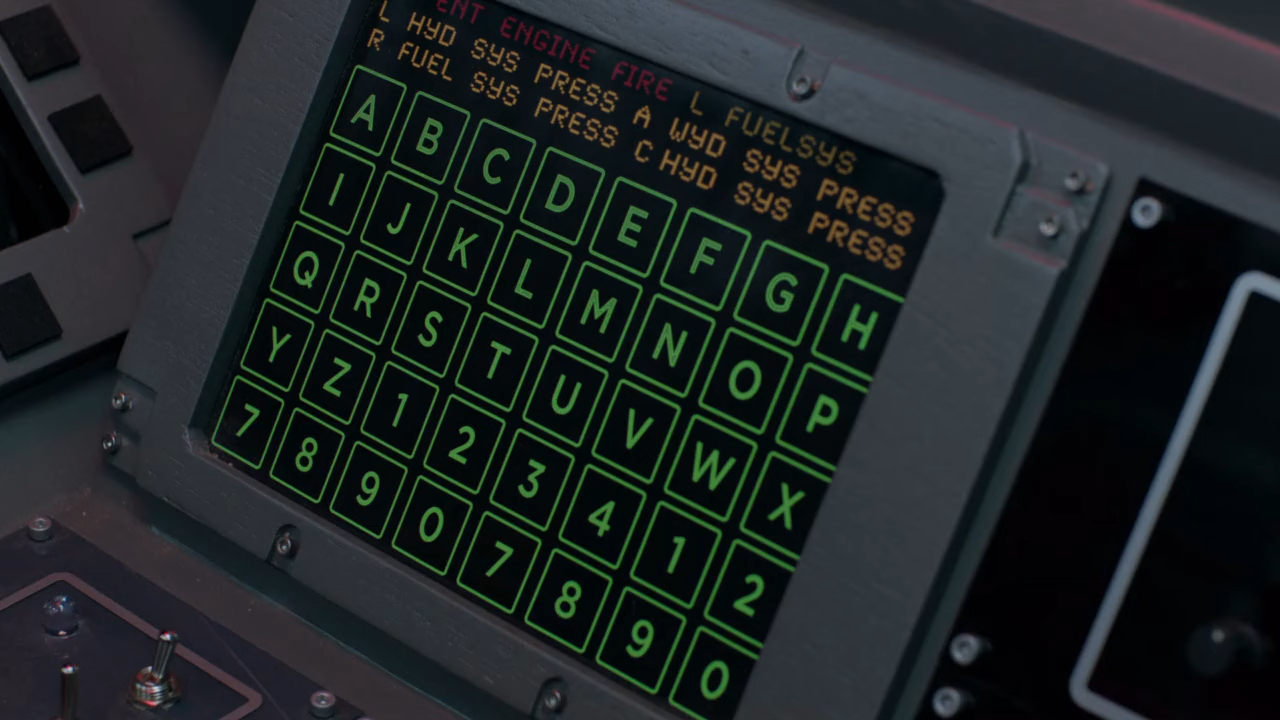 ENT ENGINE FIRE L FUELSYS
L HYD SYS PRESS A WYD SYS PRESS
R FUEL SYS PRESS C HYD SYS PRESS
A B C D E F G H
I J K L M N O P
Q R S T U V W X
Y Z 1 2 3 4 1 2
7 8 9 0 7 8 9 0